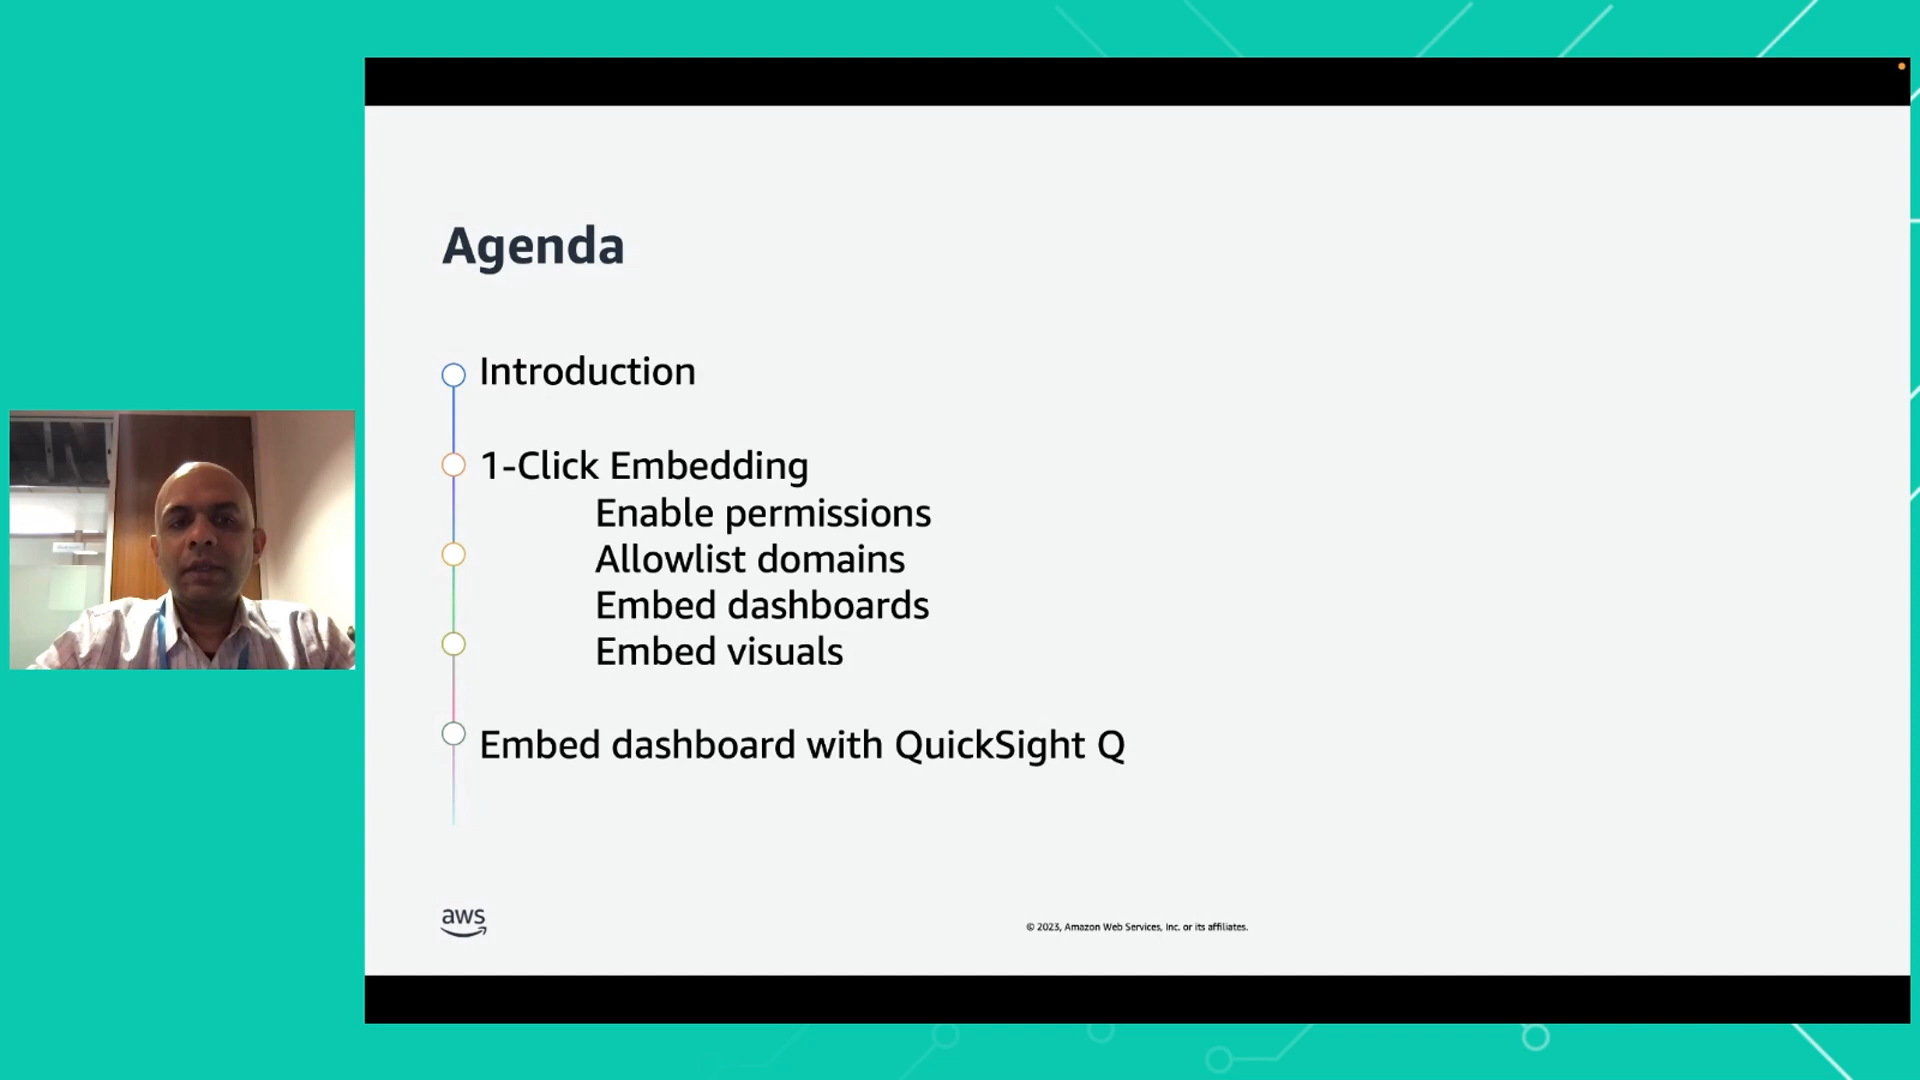 Agenda
Introduction
1-Click Embedding
Enable permissions
Allowlist domains
Embed dashboards
Embed visuals
Embed dashboard with QuickSight Q
aws
© 2023, Amazon Web Services, Inc. or its affiliates.